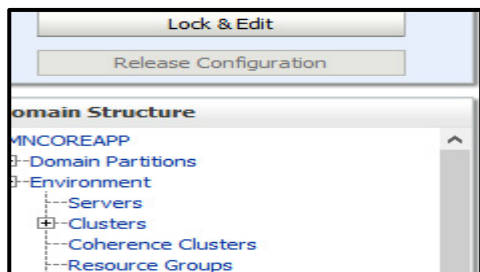 Lock & Edit
Release Configuration
omain Structure
MNCOREAPP
Domain Partitions
Environment
Servers
Clusters
Coherence Clusters
Resource Groups